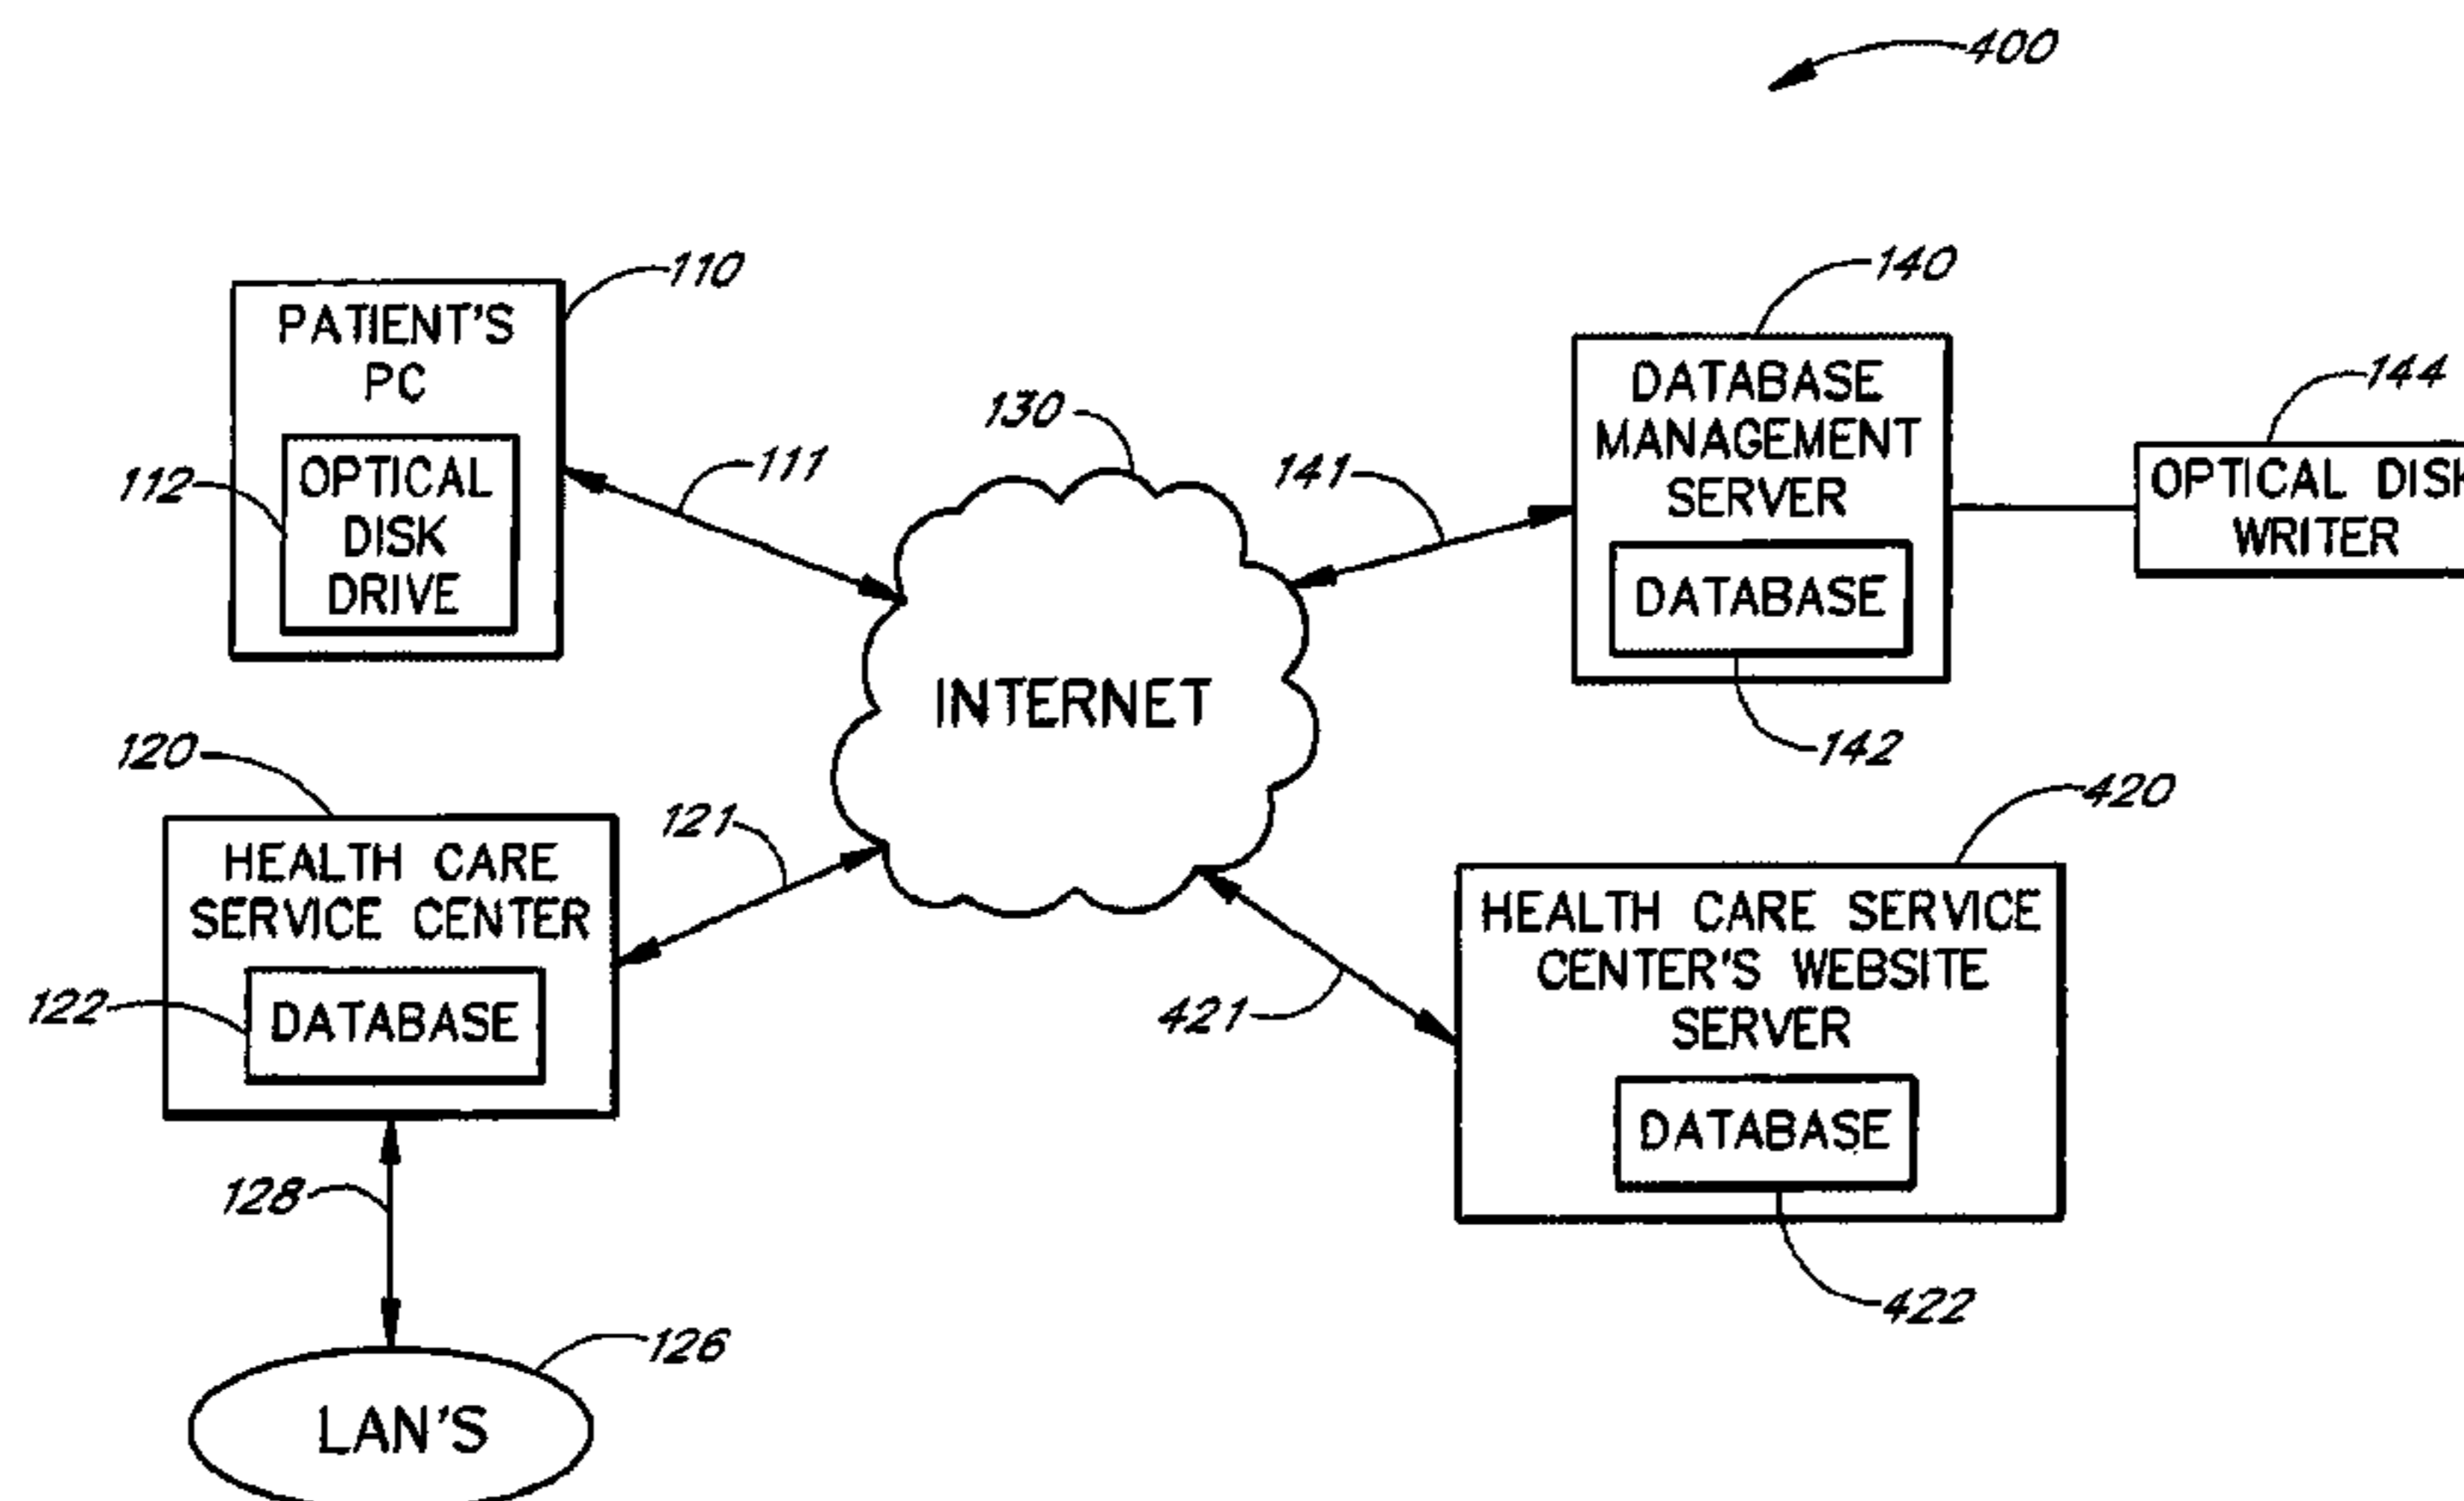 400
110
PATIENT'S
PC
112
OPTICAL
DISK
DRIVE
111
130
INTERNET
141
140
DATABASE
MANAGEMENT
SERVER
DATABASE
142
144
OPTICAL DISK
WRITER
120
HEALTH CARE
SERVICE CENTER
122
DATABASE
121
420
HEALTH CARE SERVICE
CENTER'S WEBSITE
SERVER
DATABASE
421
422
128
126
LAN'S